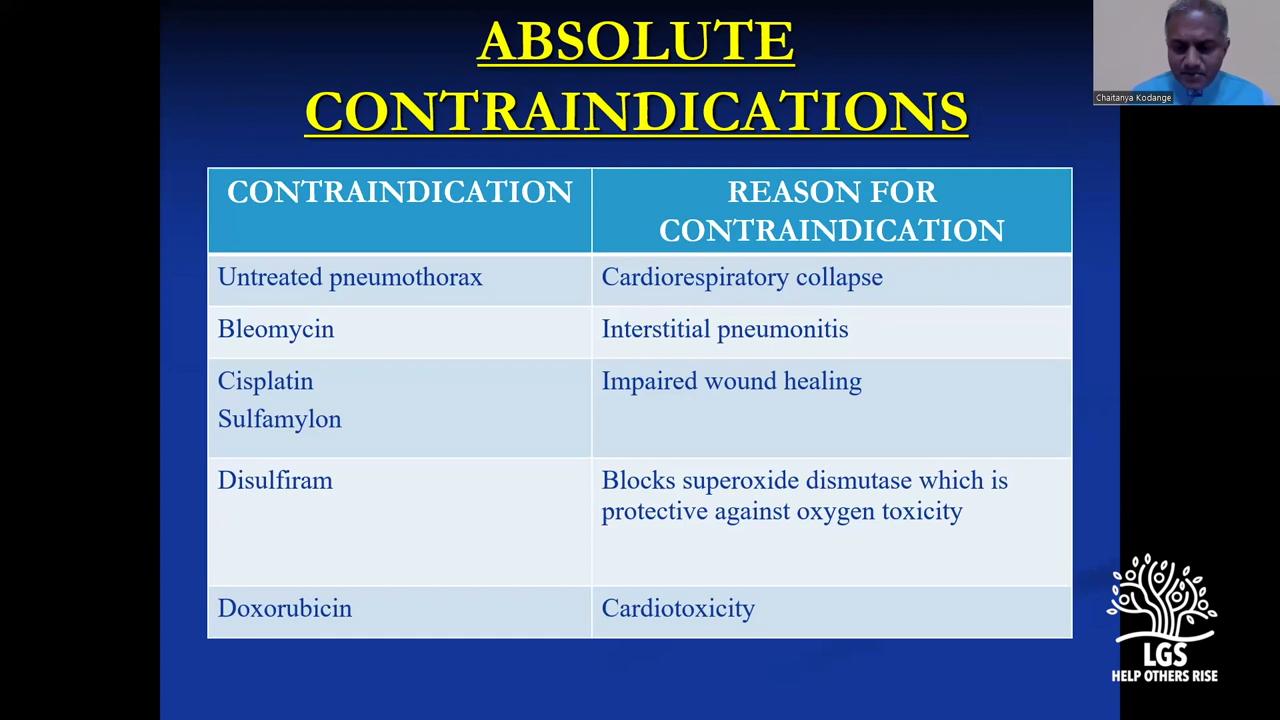 ABSOLUTE
CONTRAINDICATIONS
Chaitanya Kodange
CONTRAINDICATION
REASON FOR
CONTRAINDICATION
Untreated pneumothorax
Cardiorespiratory collapse
Bleomycin
Interstitial pneumonitis
Cisplatin
Sulfamylon
Impaired wound healing
Disulfiram
Blocks superoxide dismutase which is
protective against oxygen toxicity
Doxorubicin
Cardiotoxicity
LGS
HELP OTHERS RISE